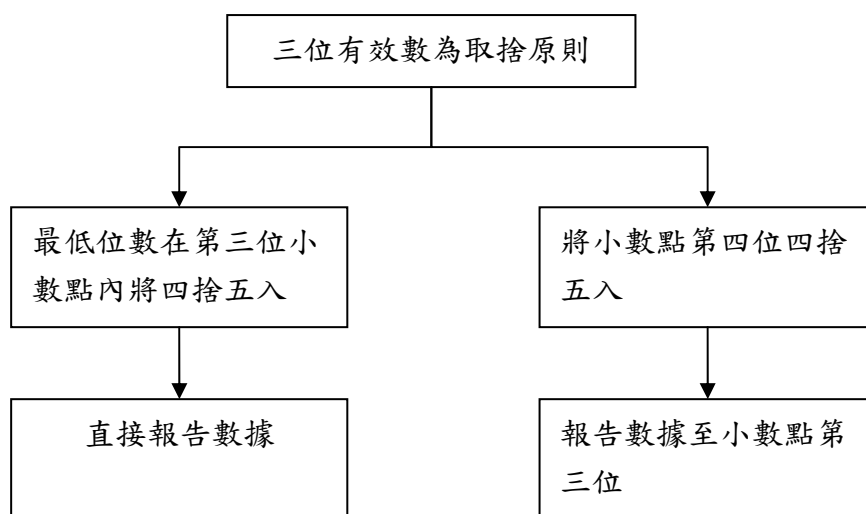 三位有效數為取捨原則
最低位數在第三位小
數點內將四捨五入
將小數點第四位四捨
五入
直接報告數據
報告數據至小數點第
三位